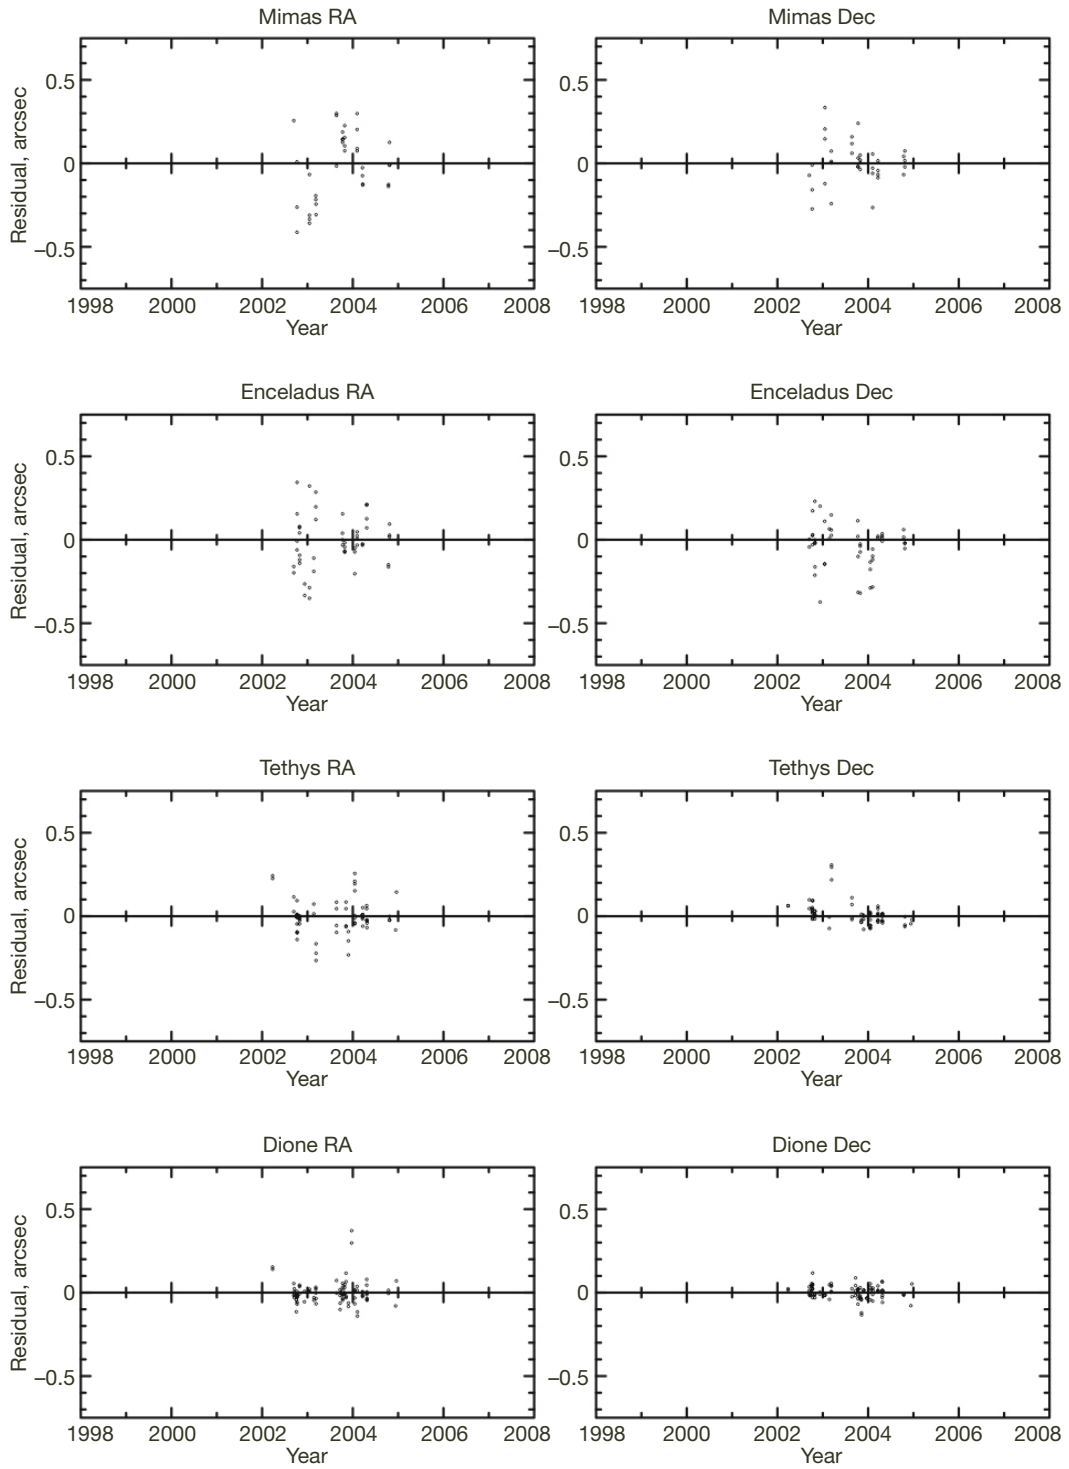 Mimas RA
Mimas Dec
Residual, arcsec
0.5
0
–0.5
1998 2000 2002 2004 2006 2008
Year
0.5
0
–0.5
1998 2000 2002 2004 2006 2008
Year
Enceladus RA
Enceladus Dec
Residual, arcsec
0.5
0
–0.5
1998 2000 2002 2004 2006 2008
Year
0.5
0
–0.5
1998 2000 2002 2004 2006 2008
Year
Tethys RA
Tethys Dec
Residual, arcsec
0.5
0
–0.5
1998 2000 2002 2004 2006 2008
Year
0.5
0
–0.5
1998 2000 2002 2004 2006 2008
Year
Dione RA
Dione Dec
Residual, arcsec
0.5
0
–0.5
1998 2000 2002 2004 2006 2008
Year
0.5
0
–0.5
1998 2000 2002 2004 2006 2008
Year